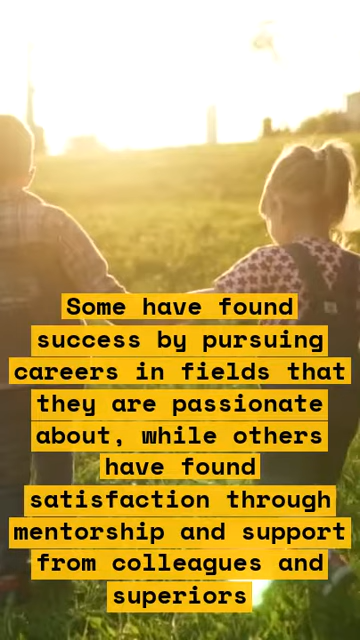 Some have found
success by pursuing
careers in fields that
they are passionate
about, while others
have found
satisfaction through
mentorship and support
from colleagues and
superiors